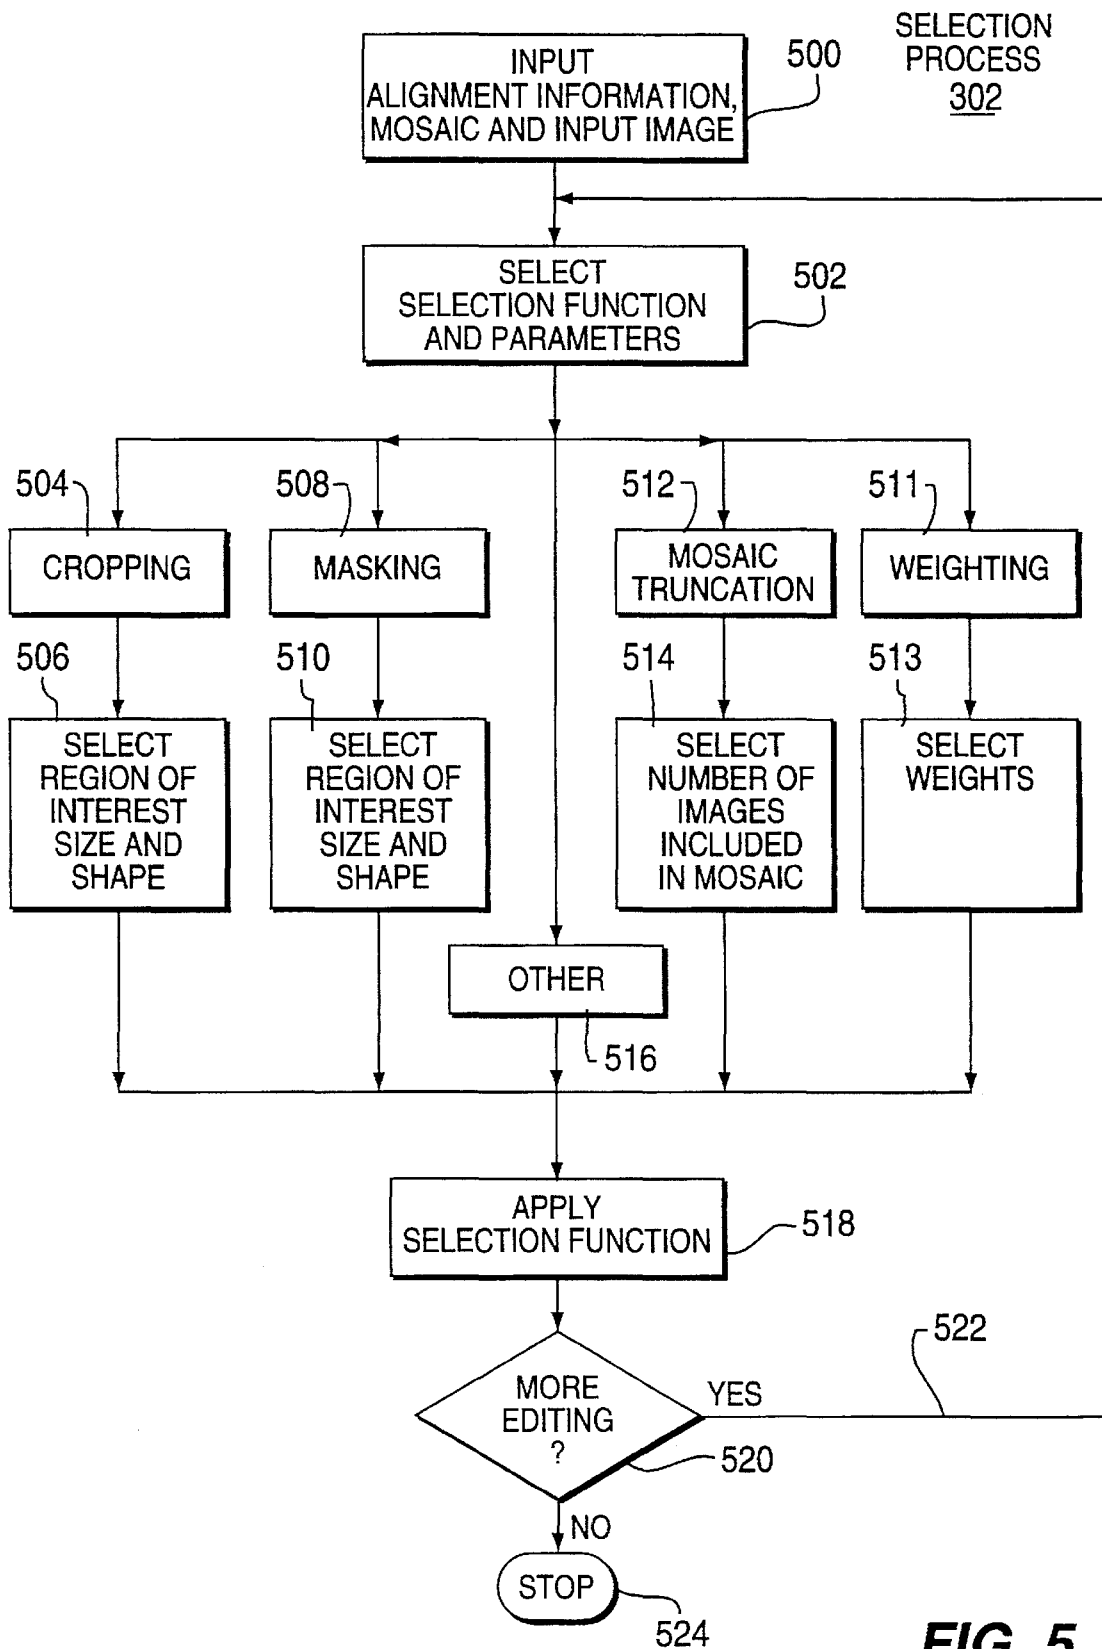 SELECTION
PROCESS
302
500
INPUT
ALIGNMENT INFORMATION,
MOSAIC AND INPUT IMAGE
502
SELECT
SELECTION FUNCTION
AND PARAMETERS
504
CROPPING
508
MASKING
512
MOSAIC
TRUNCATION
511
WEIGHTING
506
SELECT
REGION OF
INTEREST
SIZE AND
SHAPE
510
SELECT
REGION OF
INTEREST
SIZE AND
SHAPE
514
SELECT
NUMBER OF
IMAGES
INCLUDED
IN MOSAIC
513
SELECT
WEIGHTS
OTHER
516
APPLY
SELECTION FUNCTION
518
MORE
EDITING
?
520
YES
522
NO
STOP
524
FIG. 5